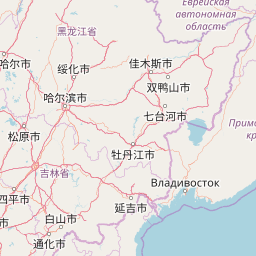 Еврейская
автономная
область
黑龙江省
哈尔市
绥化市
佳木斯市
双鸭山市
哈尔滨市
七台河市
松原市
Примо
кра
牡丹江市
吉林省
Владивосток
四平市
延吉市
白山市
通化市